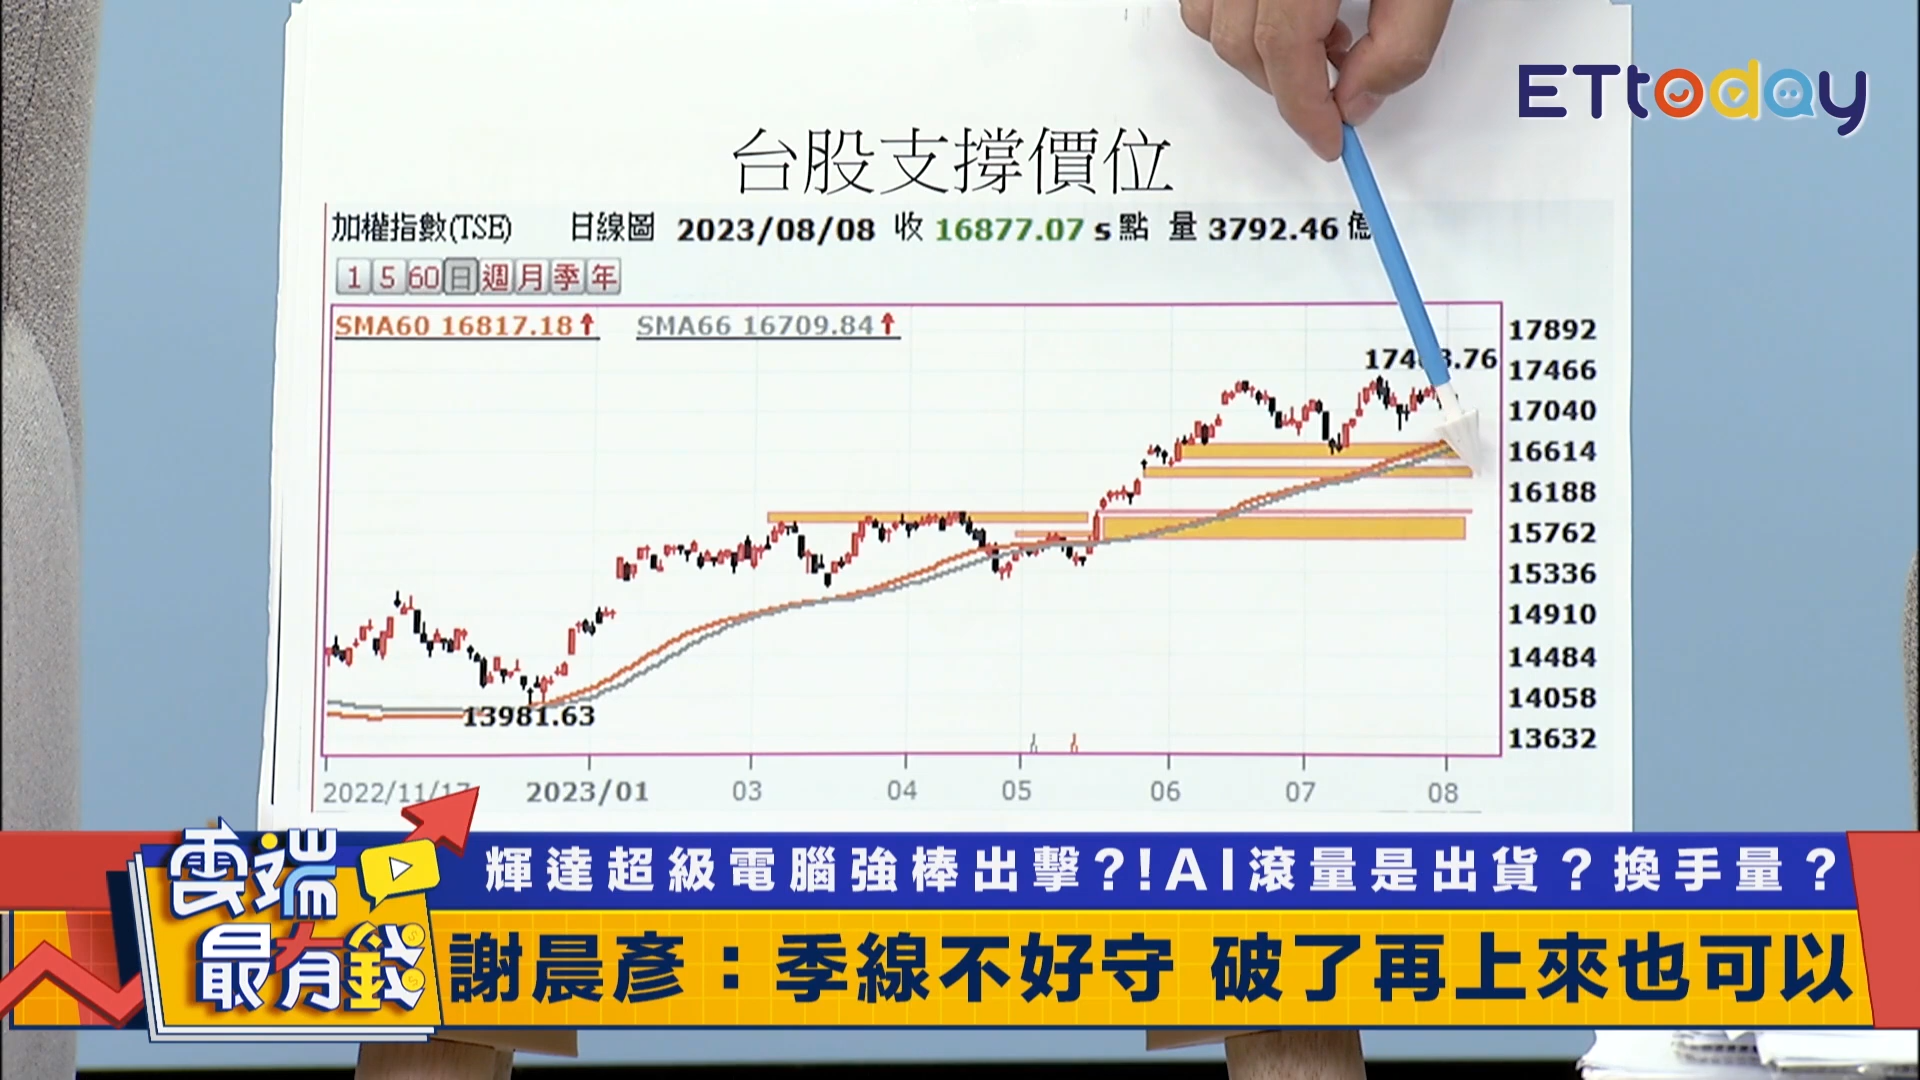 ETtoday
台股支撐價位
加權指數(TSE) 日線圖 2023/08/08 收 16877.07 s 點 量 3792.46 億
1 5 60 日 週 月 季 年
SMA60 16817.18↑ SMA66 16709.84↑
17892
17466
17040
16614
16188
15762
15336
14910
14484
14058
13632
13981.63
2022/11/17 2023/01 03 04 05 06 07 08
雲端最有錢
輝達超級電腦強棒出擊？！AI滾量是出貨？換手量？
謝晨彥：季線不好守 破了再上來也可以